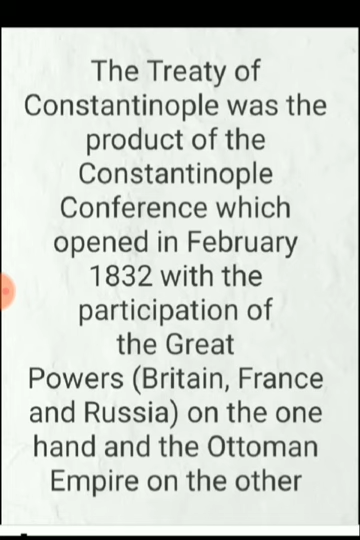 The Treaty of
Constantinople was the
product of the
Constantinople
Conference which
opened in February
1832 with the
participation of
the Great
Powers (Britain, France
and Russia) on the one
hand and the Ottoman
Empire on the other